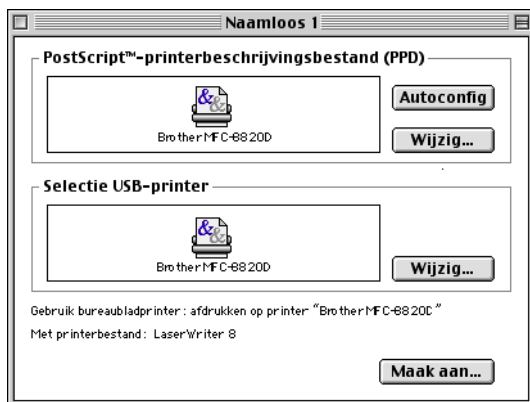 Naamloos 1
PostScript™-printerbeschrijvingsbestand (PPD)
&&
Brother MFC-8820D
Autoconfig
Wijzig...
Selectie USB-printer
&&
Brother MFC-8820D
Wijzig...
Gebruik bureaubladprinter: afdrukken op printer "Brother MFC-8820D"
Met printerbestand: LaserWriter 8
Maak aan...